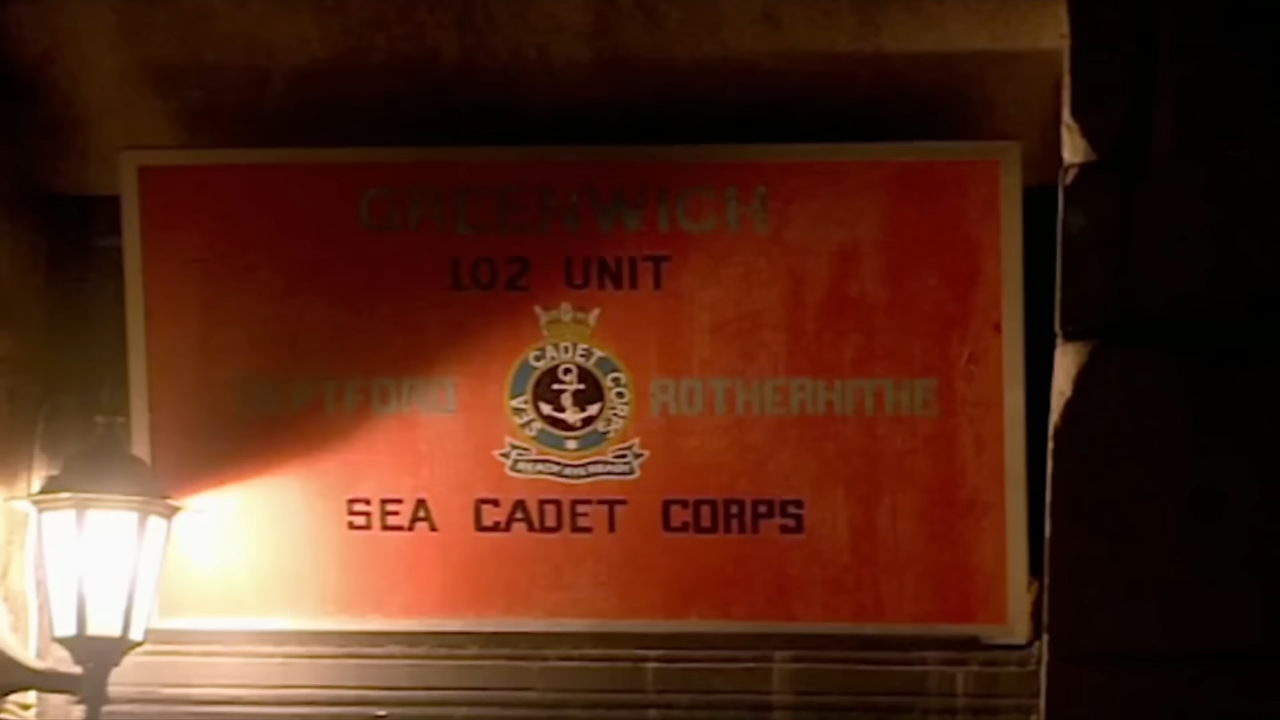 GREENWICH
102 UNIT
DEPTFORD ROTHERHITHE
SEA CADET CORPS
READY AYE READY
SEA CADET CORPS